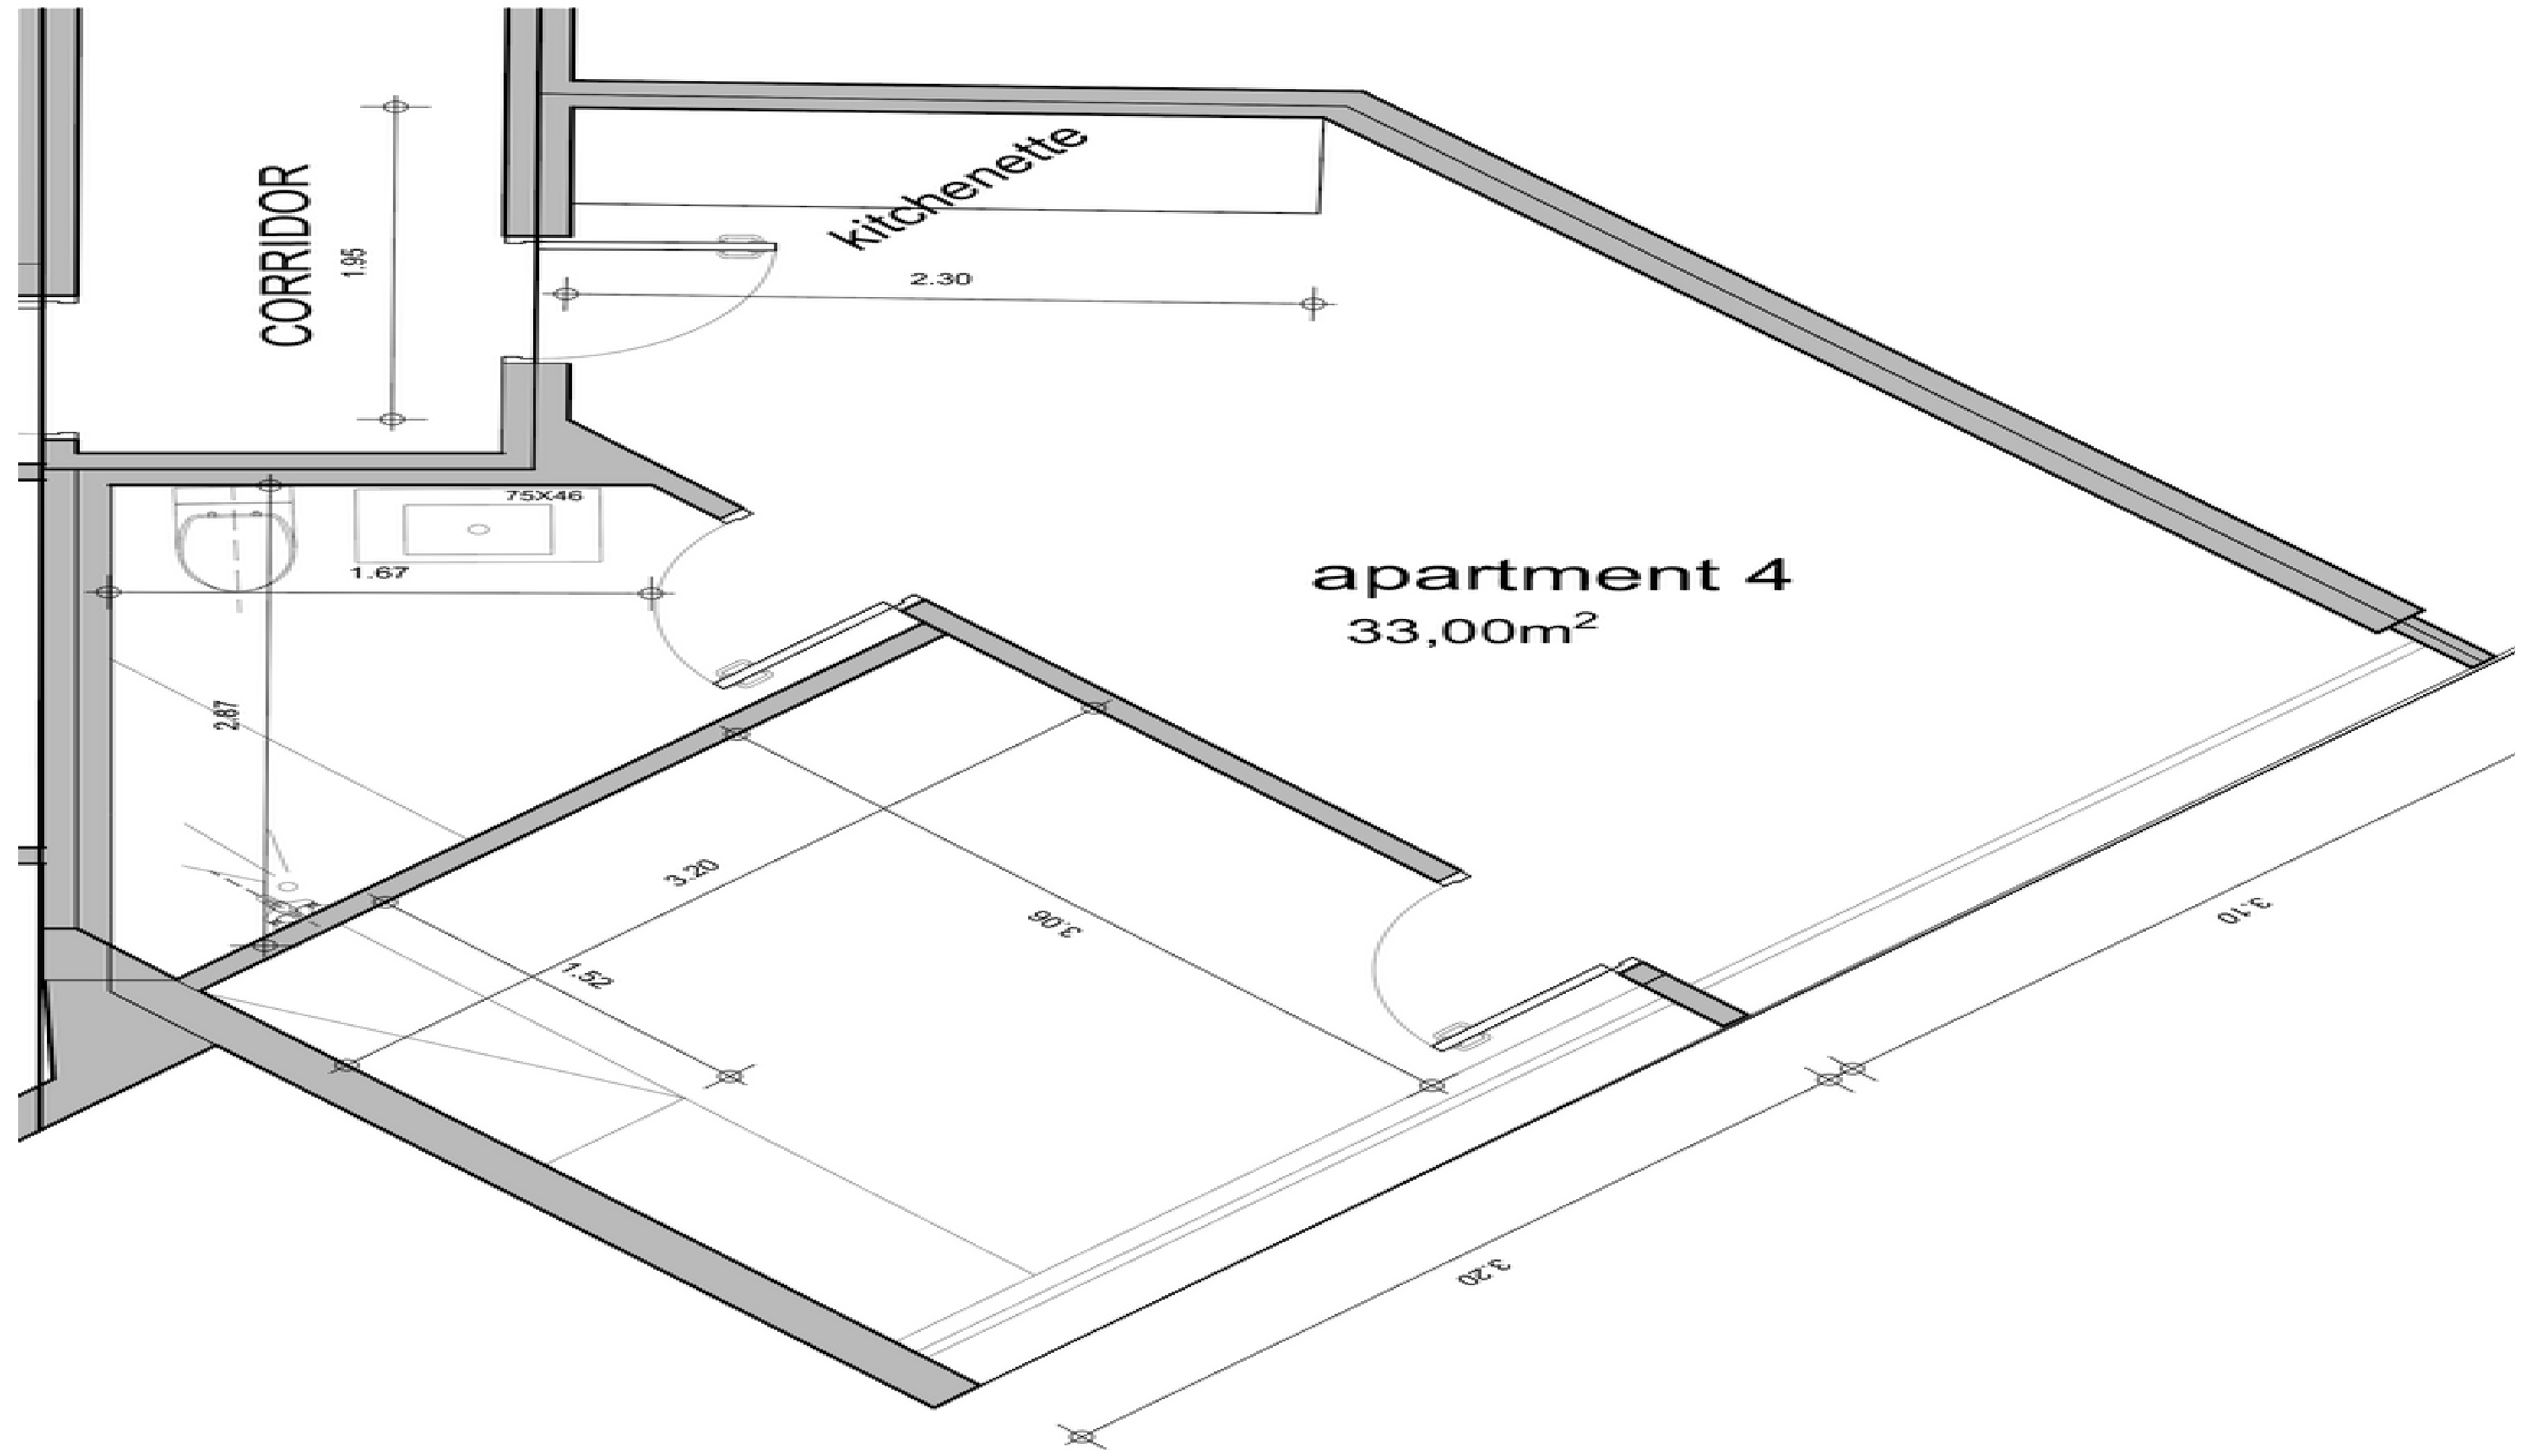 CORRIDOR
1.95
kitchenette
2.30
75X46
1.67
apartment 4
33,00m²
2.87
3.20
3.06
1.52
3.10
3.20